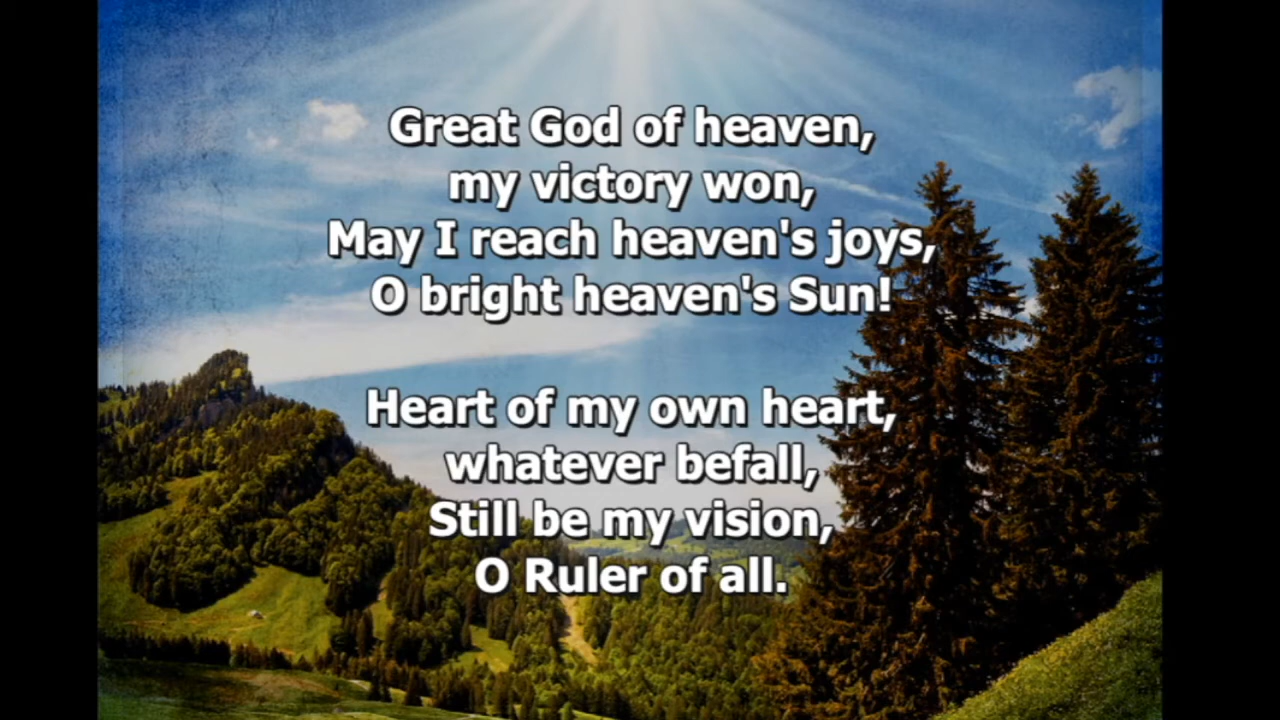 Great God of heaven,
my victory won,
May I reach heaven's joys,
O bright heaven's Sun!
Heart of my own heart,
whatever befall,
Still be my vision,
O Ruler of all.